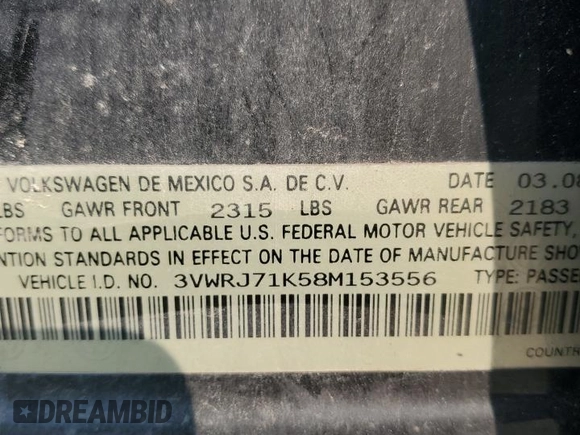 VOLKSWAGEN DE MEXICO S.A. DE C.V. DATE 03.08
LBS GAWR FRONT 2315 LBS GAWR REAR 2183
FORMS TO ALL APPLICABLE U.S. FEDERAL MOTOR VEHICLE SAFETY,
NTION STANDARDS IN EFFECT ON THE DATE OF MANUFACTURE SHO
VEHICLE I.D. NO. 3VWRJ71K58M153556 TYPE: PASSE
COUNTR
DREAMBID